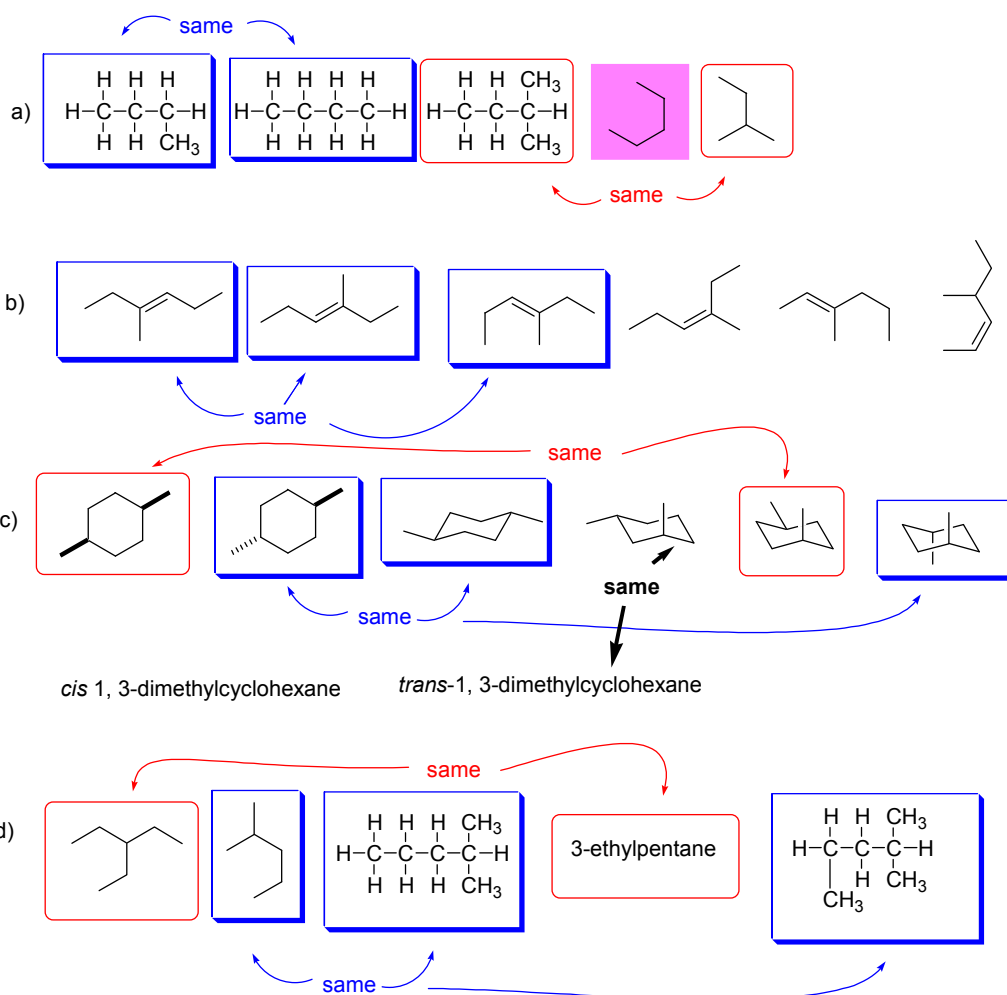 same
H H H
H-C-C-C-H
H H CH3
H H H H
H-C-C-C-C-H
H H H H
H H CH3
H-C-C-C-H
H H CH3
a)
same
b)
same
same
c)
same
same
cis 1, 3-dimethylcyclohexane
trans-1, 3-dimethylcyclohexane
same
d)
H H H CH3
H-C-C-C-C-H
H H H CH3
3-ethylpentane
H H CH3
H-C-C-C-H
H CH3
CH3
same